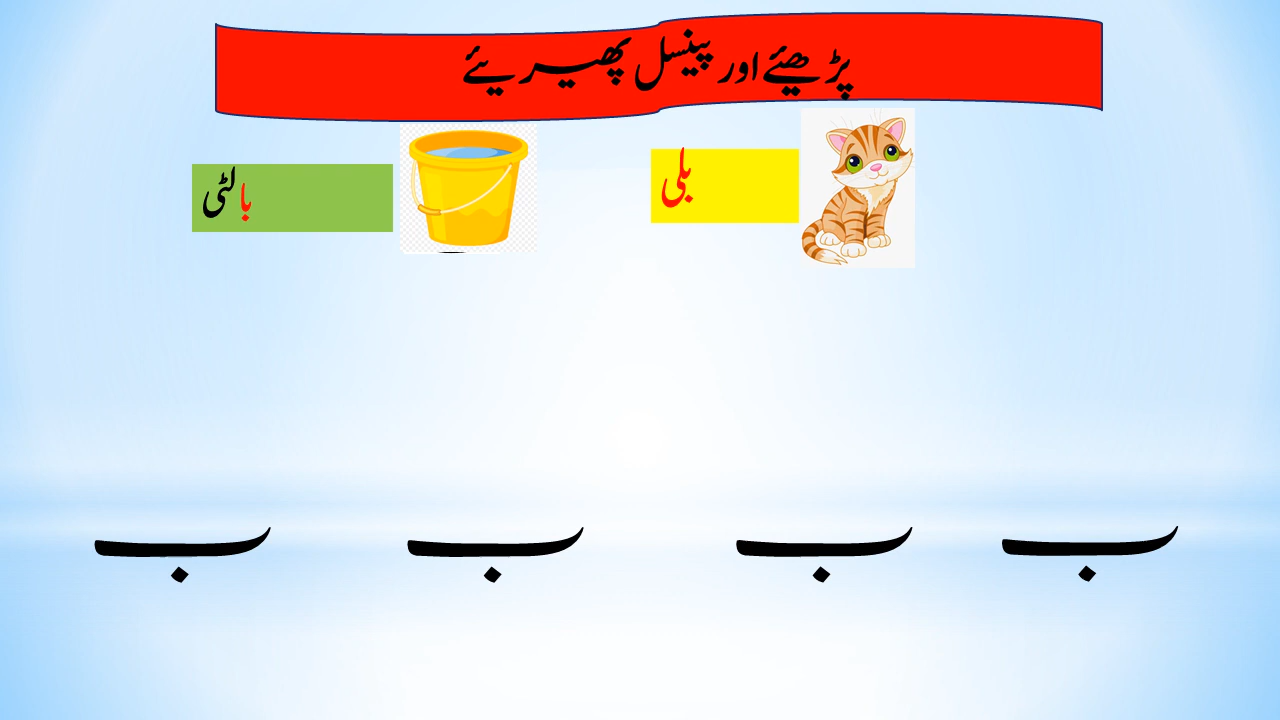 پڑھیئے اور پینسل پھیریئے
بلی
بالٹی
ب ب ب ب